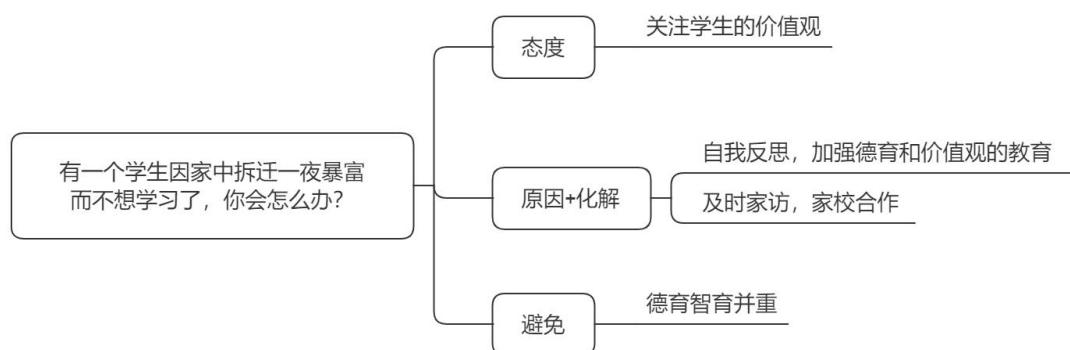 有一个学生因家中拆迁一夜暴富
而不想学习了，你会怎么办？
态度
关注学生的价值观
原因+化解
自我反思，加强德育和价值观的教育
及时家访，家校合作
避免
德育智育并重